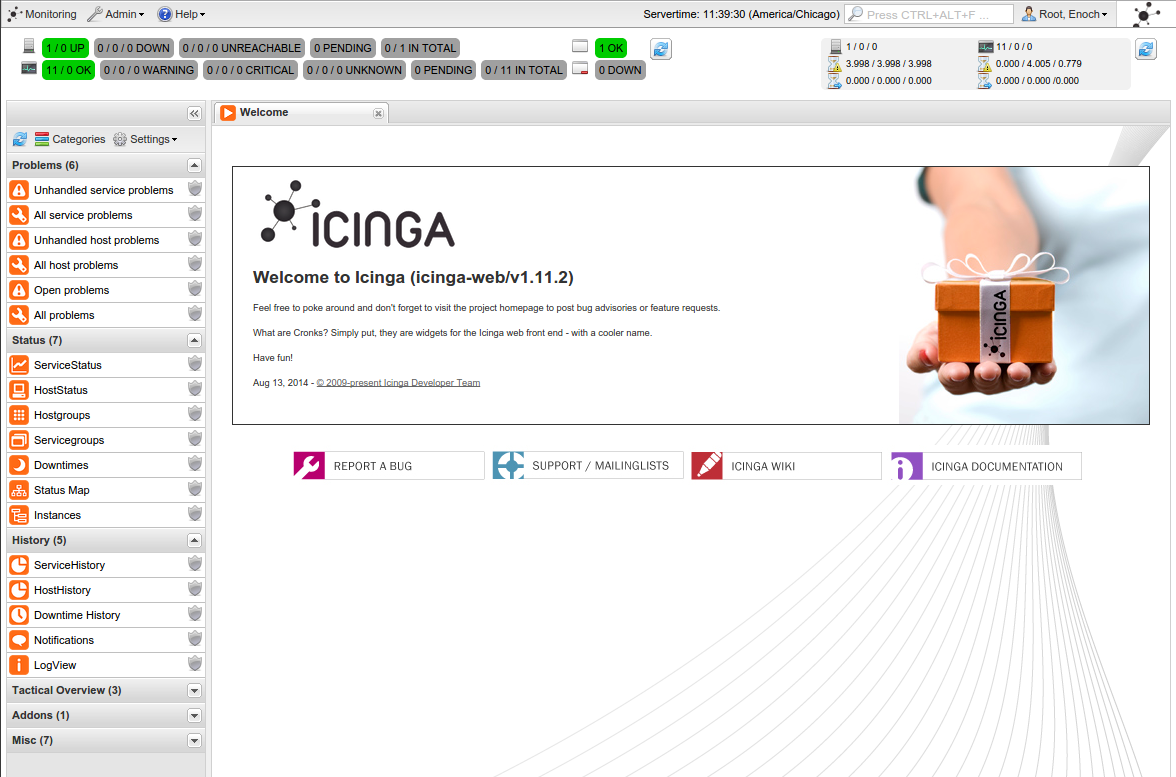 Monitoring Admin Help Servertime: 11:39:30 (America/Chicago) Press CTRL+ALT+F ... Root, Enoch
1 / 0 UP 0 / 0 / 0 DOWN 0 / 0 / 0 UNREACHABLE 0 PENDING 0 / 1 IN TOTAL 1 OK 1 / 0 / 0 11 / 0 / 0
3.998 / 3.998 / 3.998 0.000 / 4.005 / 0.779
11 / 0 OK 0 / 0 / 0 WARNING 0 / 0 / 0 CRITICAL 0 / 0 / 0 UNKNOWN 0 PENDING 0 / 11 IN TOTAL 0 DOWN
0.000 / 0.000 / 0.000 0.000 / 0.000 /0.000
Categories Settings
Problems (6)
Unhandled service problems
All service problems
Unhandled host problems
All host problems
Open problems
All problems
Status (7)
ServiceStatus
HostStatus
Hostgroups
Servicegroups
Downtimes
Status Map
Instances
History (5)
ServiceHistory
HostHistory
Downtime History
Notifications
LogView
Tactical Overview (3)
Addons (1)
Misc (7)
Welcome
ICINGA
Welcome to Icinga (icinga-web/v1.11.2)
Feel free to poke around and don't forget to visit the project homepage to post bug advisories or feature requests.
What are Cronks? Simply put, they are widgets for the Icinga web front end - with a cooler name.
Have fun!
Aug 13, 2014 - © 2009-present Icinga Developer Team
ICINGA
REPORT A BUG SUPPORT / MAILINGLISTS ICINGA WIKI ICINGA DOCUMENTATION